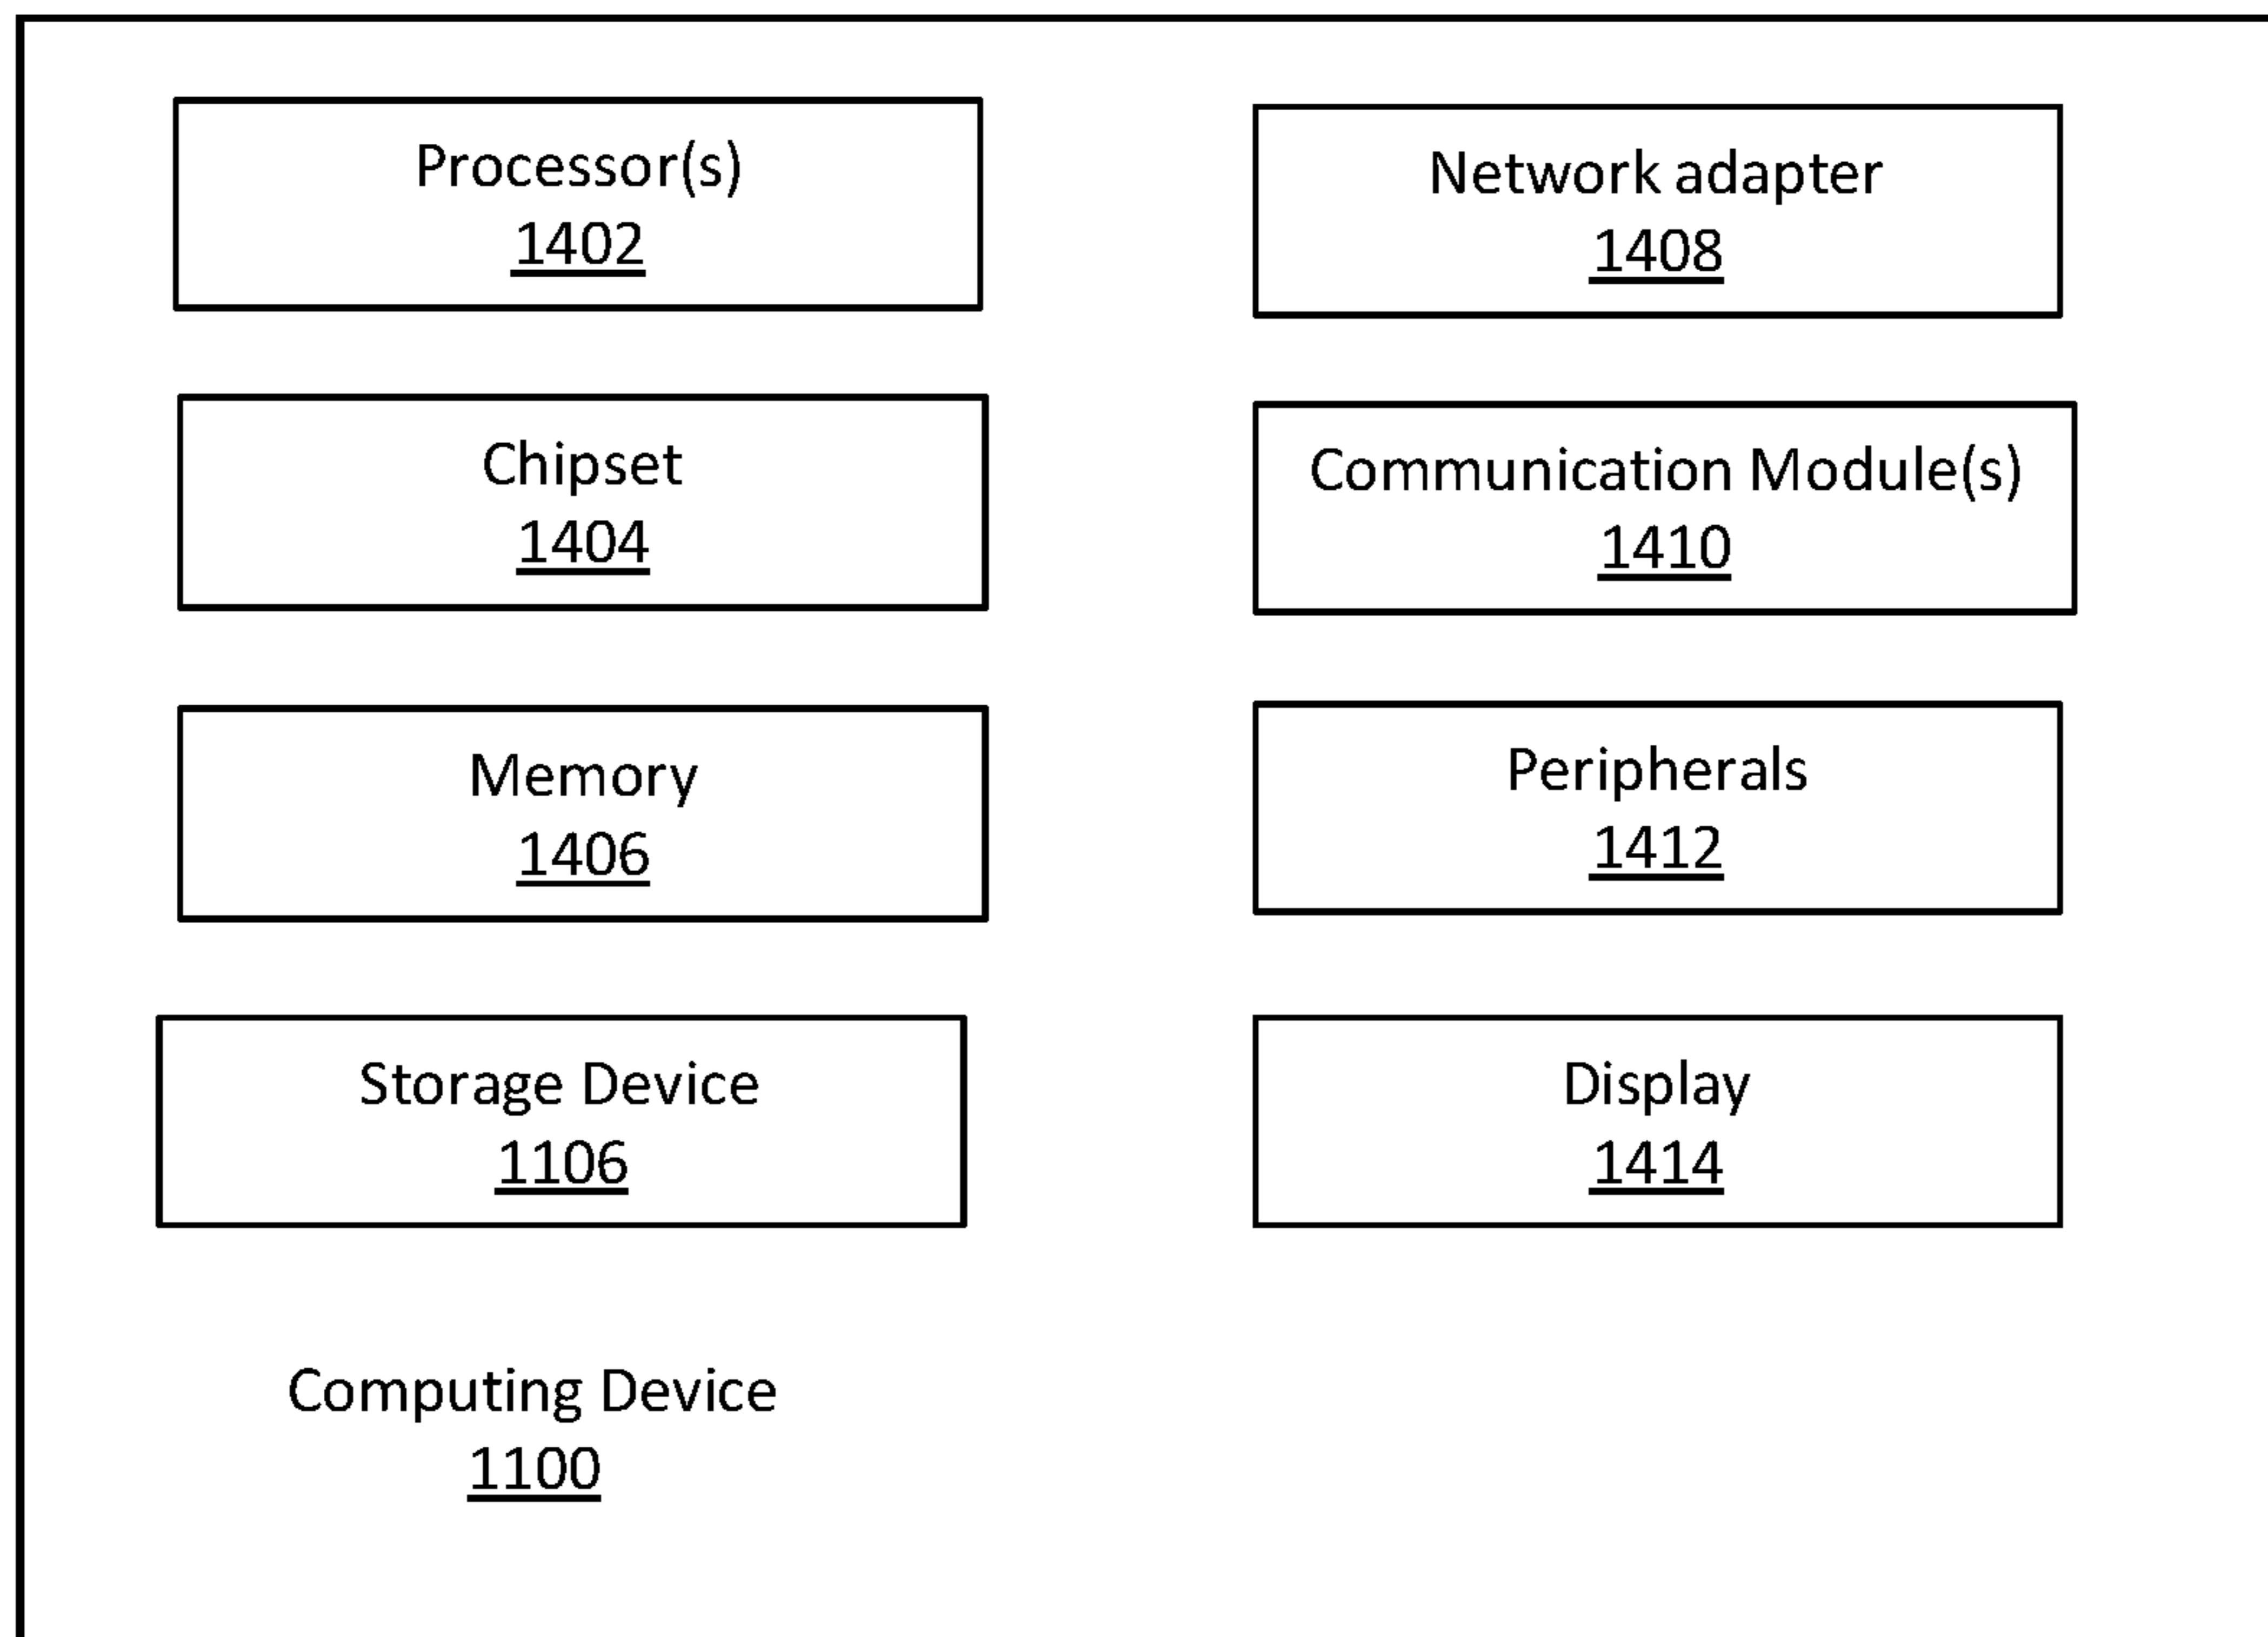 Processor(s)
1402
Chipset
1404
Memory
1406
Storage Device
1106
Computing Device
1100
Network adapter
1408
Communication Module(s)
1410
Peripherals
1412
Display
1414